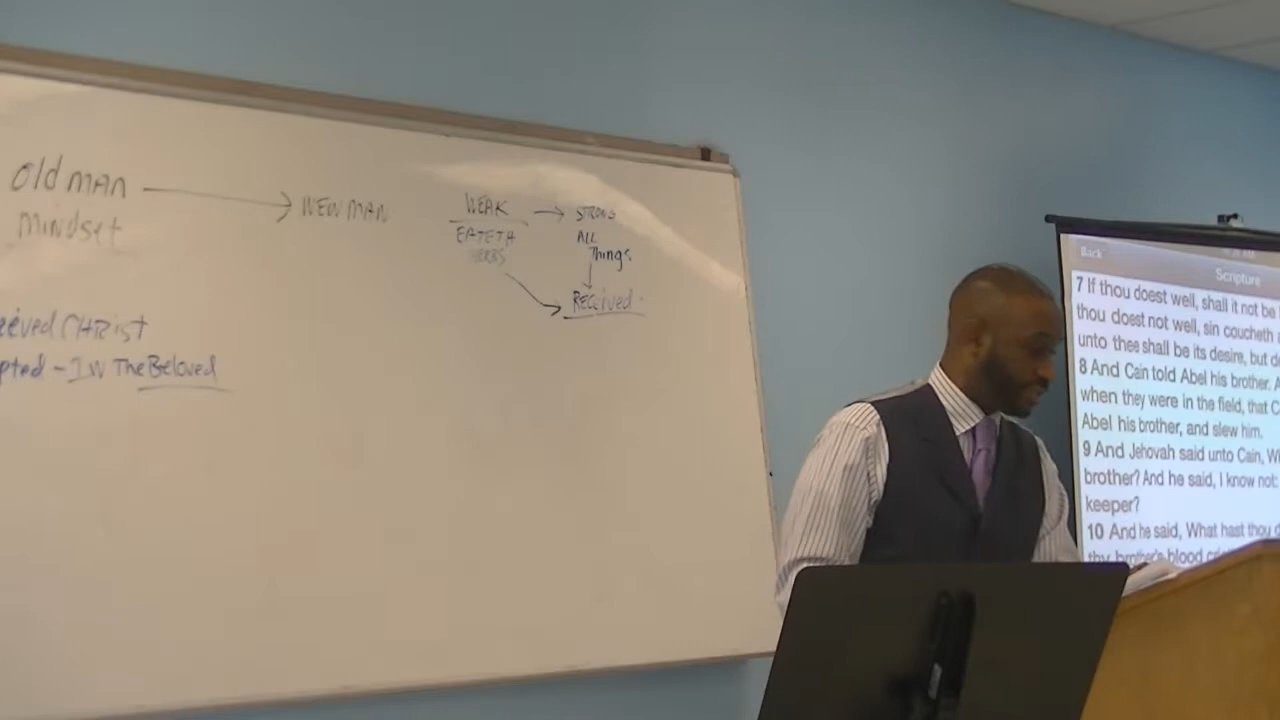 old man
mindset
NEW MAN
WEAK
EATETH
HERBS
STRONG
ALL
Things
Received
eived CHRist
pted - IN The Beloved
Back
Scripture
7 If thou doest well, shall it not be
thou doest not well, sin coucheth
unto thee shall be its desire, but
8 And Cain told Abel his brother.
when they were in the field, that
Abel his brother, and slew him.
9 And Jehovah said unto Cain,
brother? And he said, I know not:
keeper?
10 And he said, What hast thou
thy brother's blood